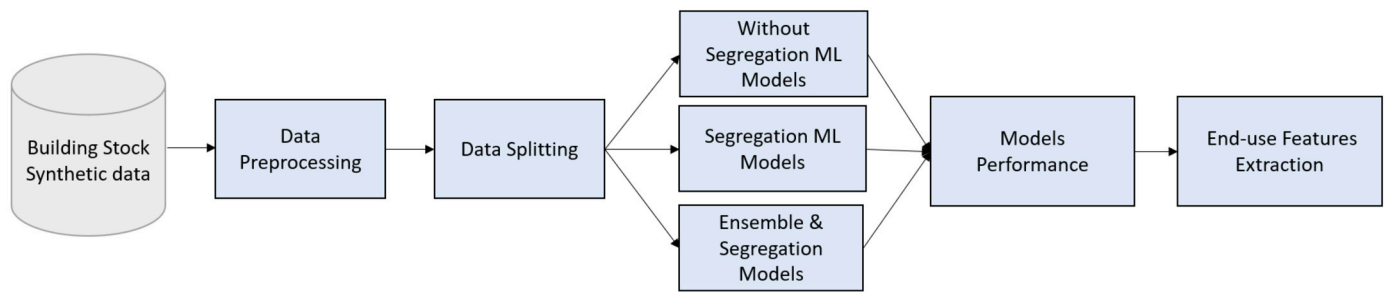 Building Stock
Synthetic data
Data
Preprocessing
Data Splitting
Without
Segregation ML
Models
Segregation ML
Models
Ensemble &
Segregation
Models
Models
Performance
End-use Features
Extraction